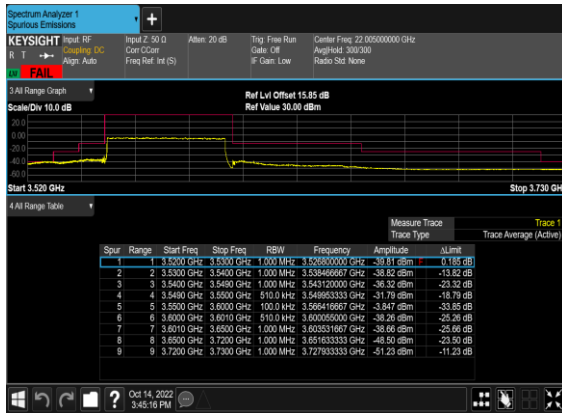 Spectrum Analyzer 1
Spurious Emissions
+
KEYSIGHT Input: RF Input Z: 50 Ω Atten: 20 dB Trig: Free Run Center Freq: 22.005000000 GHz
R T Coupling: DC Corr CCorr Gate: Off Avg|Hold: 300/300
Align: Auto Freq Ref: Int (S) IF Gain: Low Radio Std: None
LXI FAIL
3 All Range Graph
Ref Lvl Offset 15.85 dB
Scale/Div 10.0 dB Ref Value 30.00 dBm
20.0
0.00
-20.0
-40.0
-60.0
Start 3.520 GHz Stop 3.730 GH
4 All Range Table
Measure Trace Trace 1
Trace Type Trace Average (Active)
Spur Range Start Freq Stop Freq RBW Frequency Amplitude ΔLimit
1 1 3.5200 GHz 3.5300 GHz 1.000 MHz 3.526800000 GHz -39.81 dBm F 0.185 dB
2 2 3.5300 GHz 3.5400 GHz 1.000 MHz 3.538466667 GHz -38.82 dBm -13.82 dB
3 3 3.5400 GHz 3.5490 GHz 1.000 MHz 3.543120000 GHz -36.32 dBm -23.32 dB
4 4 3.5490 GHz 3.5500 GHz 510.0 kHz 3.549953333 GHz -31.79 dBm -18.79 dB
5 5 3.5500 GHz 3.6000 GHz 100.0 kHz 3.566416667 GHz -3.847 dBm -33.85 dB
6 6 3.6000 GHz 3.6010 GHz 510.0 kHz 3.600055000 GHz -38.26 dBm -25.26 dB
7 7 3.6010 GHz 3.6500 GHz 1.000 MHz 3.603531667 GHz -38.66 dBm -25.66 dB
8 8 3.6500 GHz 3.7200 GHz 1.000 MHz 3.651633333 GHz -48.50 dBm -23.50 dB
9 9 3.7200 GHz 3.7300 GHz 1.000 MHz 3.727933333 GHz -51.23 dBm -11.23 dB
? Oct 14, 2022
3:45:16 PM